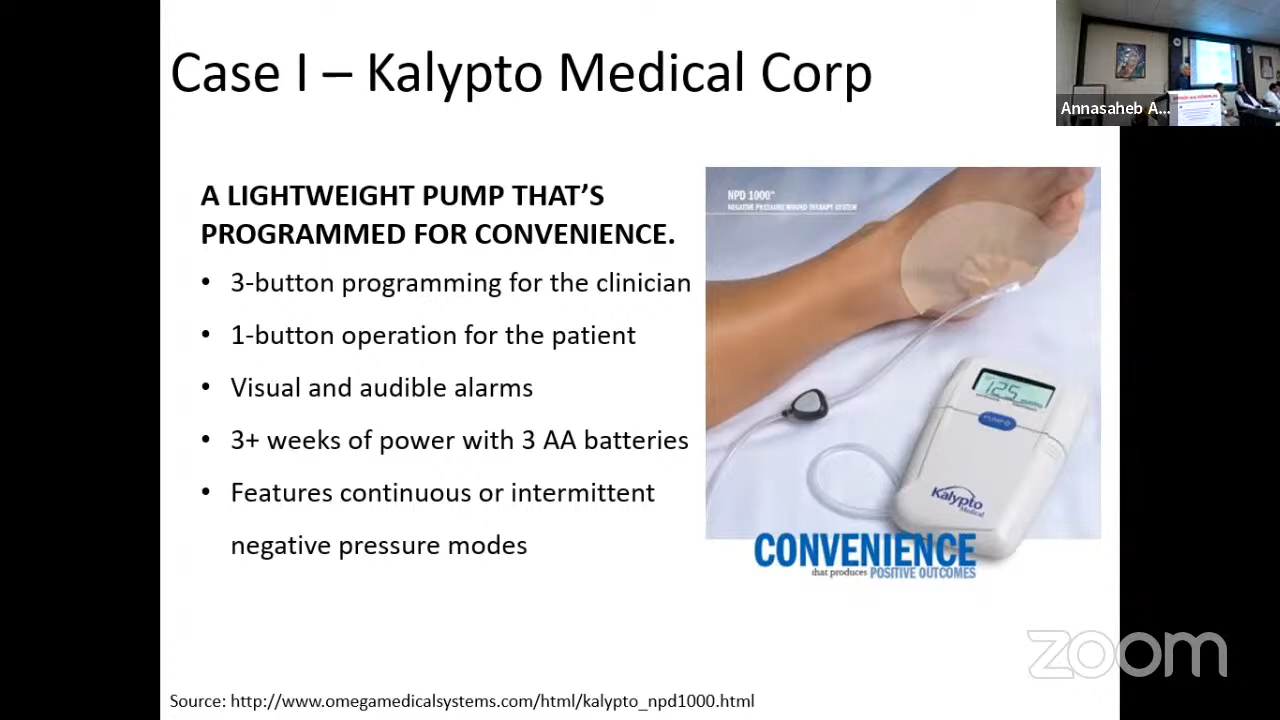 Case I – Kalypto Medical Corp
Annasaheb A...
A LIGHTWEIGHT PUMP THAT'S
PROGRAMMED FOR CONVENIENCE.
• 3-button programming for the clinician
• 1-button operation for the patient
• Visual and audible alarms
• 3+ weeks of power with 3 AA batteries
• Features continuous or intermittent
negative pressure modes
NPD 1000™
NEGATIVE PRESSURE WOUND THERAPY SYSTEM
125
PUMP
Kalypto
Medical
CONVENIENCE
that produces POSITIVE OUTCOMES
zoom
Source: http://www.omegamedicalsystems.com/html/kalypto_npd1000.html